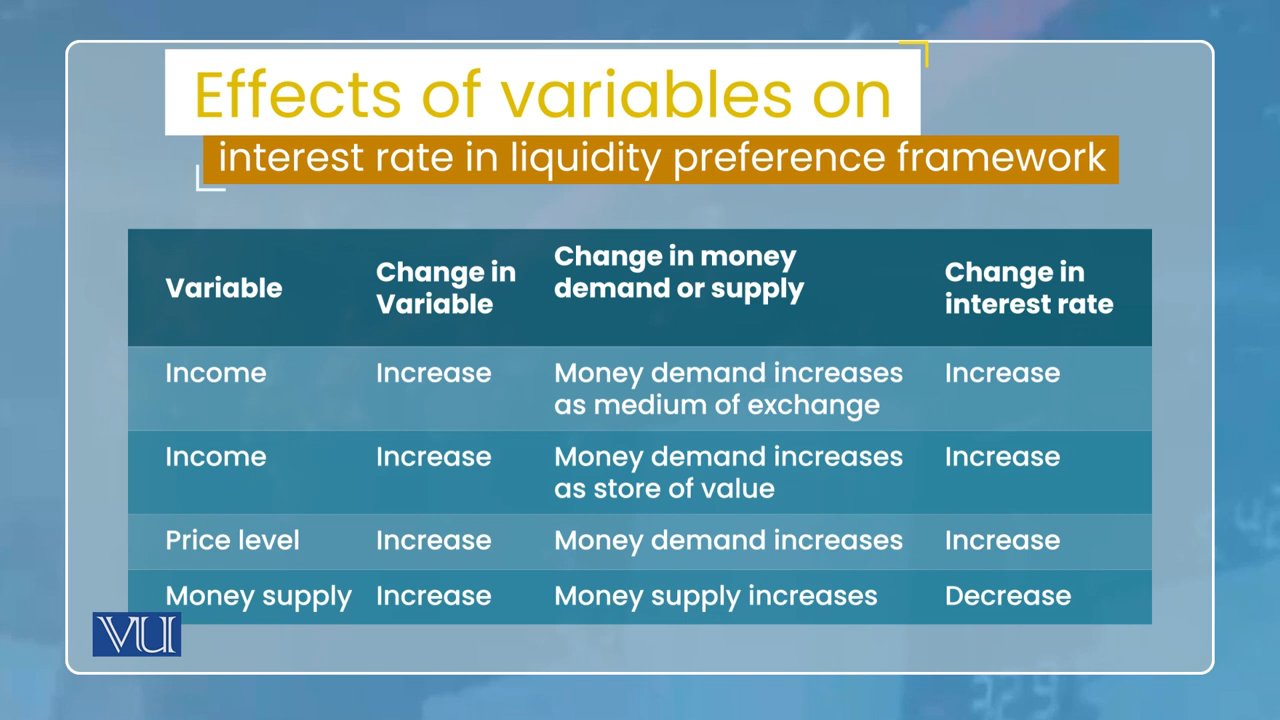 Effects of variables on
interest rate in liquidity preference framework
Variable
Change in
Variable
Change in money
demand or supply
Change in
interest rate
Income
Increase
Money demand increases
as medium of exchange
Increase
Income
Increase
Money demand increases
as store of value
Increase
Price level
Increase
Money demand increases
Increase
Money supply
Increase
Money supply increases
Decrease
VU
329